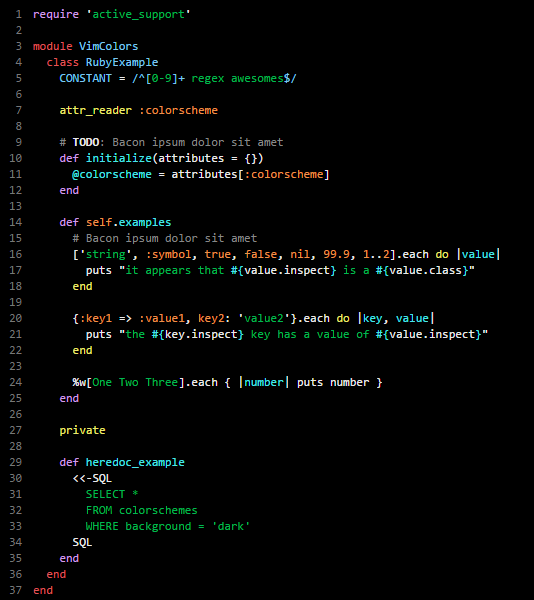 1 require 'active_support'
2
3 module VimColors
4   class RubyExample
5     CONSTANT = /^[0-9]+ regex awesomes$/
6
7     attr_reader :colorscheme
8
9     # TODO: Bacon ipsum dolor sit amet
10     def initialize(attributes = {})
11       @colorscheme = attributes[:colorscheme]
12     end
13
14     def self.examples
15       # Bacon ipsum dolor sit amet
16       ['string', :symbol, true, false, nil, 99.9, 1..2].each do |value|
17         puts "it appears that #{value.inspect} is a #{value.class}"
18       end
19
20       {:key1 => :value1, key2: 'value2'}.each do |key, value|
21         puts "the #{key.inspect} key has a value of #{value.inspect}"
22       end
23
24       %w[One Two Three].each { |number| puts number }
25     end
26
27     private
28
29     def heredoc_example
30       <<-SQL
31         SELECT *
32         FROM colorschemes
33         WHERE background = 'dark'
34       SQL
35     end
36   end
37 end